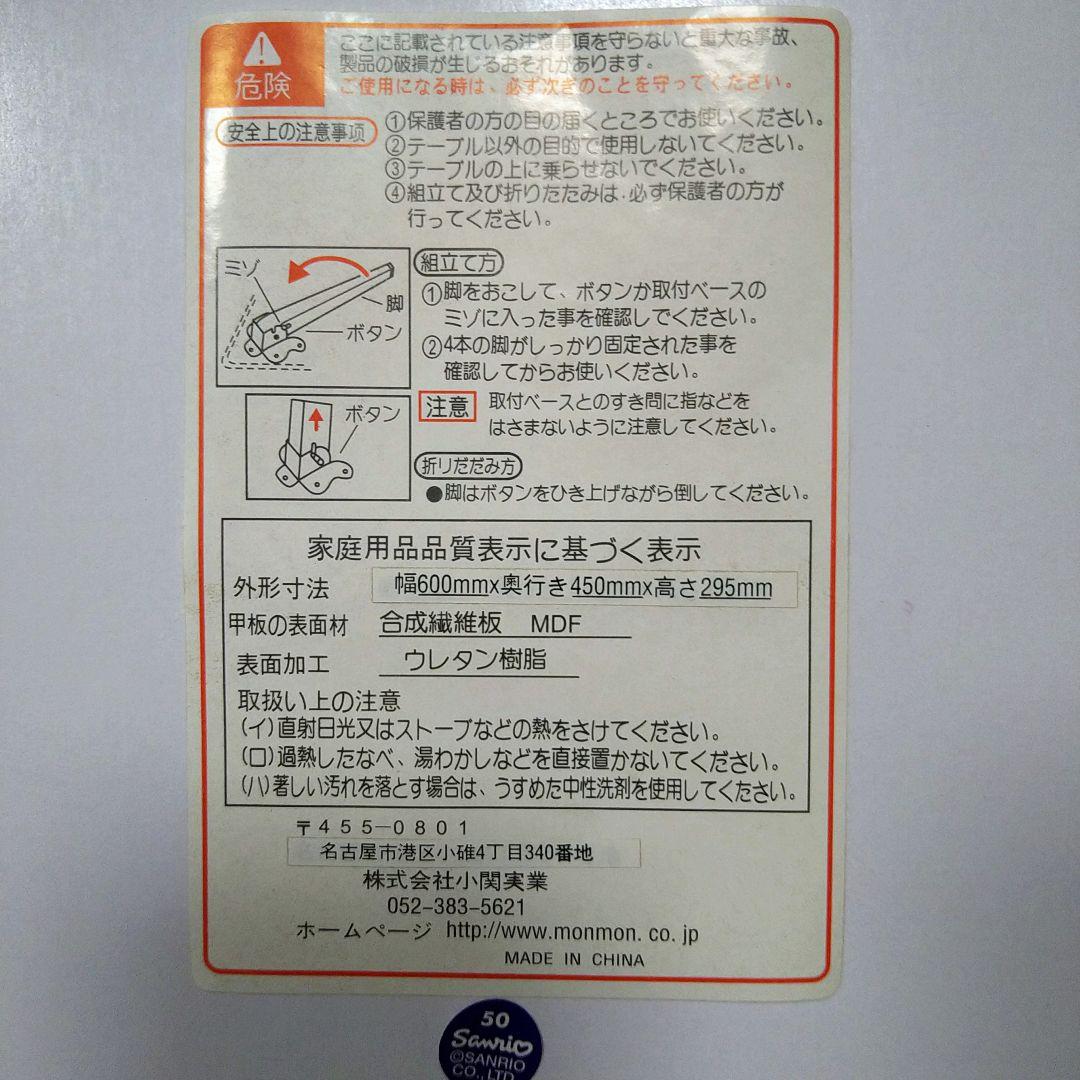 危険
ここに記載されている注意事項を守らないと重大な事故、
製品の破損が生じるおそれがあります。
ご使用になる時は、必ず次ぎのことを守ってください。
安全上の注意事项
①保護者の方の目の届くところでお使いください。
②テーブル以外の目的で使用しないてください。
③テーブルの上に乗らせないでください。
④組立て及び折りたたみは､必ず保護者の方が
行ってください。
ミゾ
脚
ボタン
組立て方
①脚をおこして、ボタンか取付ベースの
ミゾに入った事を確認しでください。
②4本の脚がしっかり固定された事を
確認してからお使いください。
ボタン
注意
取付ベースとのすき問に指などを
はさまないように注意してください。
折リだだみ方
●脚はボタンをひき上げながら倒してください。
家庭用品品質表示に基づく表示
外形寸法 幅600mmx奥行き450mmx高さ295mm
甲板の表面材 合成繊維板 MDF
表面加工 ウレタン樹脂
取扱い上の注意
(イ)直射日光又はストーブなどの熱をさけてください。
(ロ)過熱したなべ、湯わかしなどを直接置かないてください。
(ハ)著しい汚れを落とす場合は、うすめた中性洗剤を使用してください。
〒455-0801
名古屋市港区小碓4丁目340番地
株式会社小関実業
052-383-5621
ホームページ http://www.monmon.co.jp
MADE IN CHINA
50
Sanrio
©SANRIO
CO.,LTD.